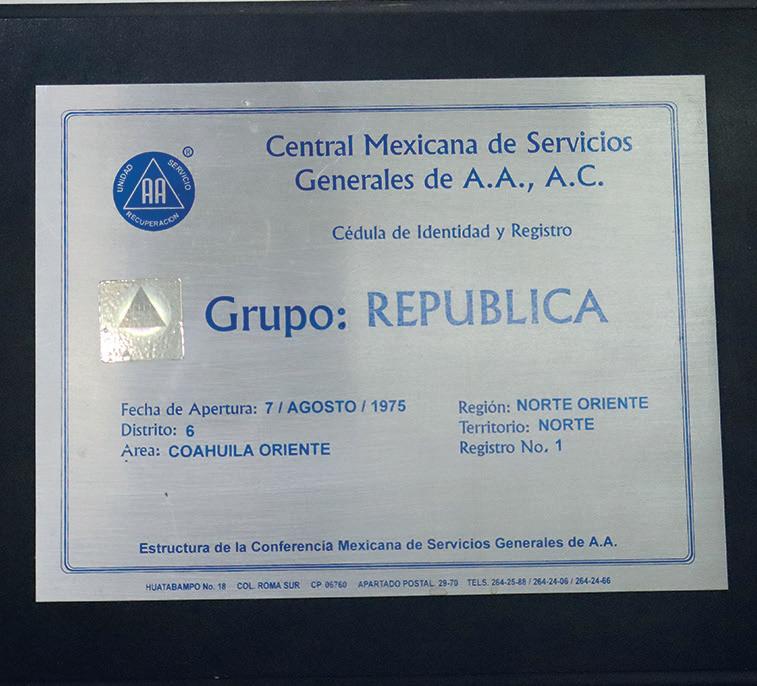 Central Mexicana de Servicios
Generales de A.A., A.C.
®
UNIDAD
SERVICIO
AA
RECUPERACIÓN
Cédula de Identidad y Registro
Grupo: REPUBLICA
Fecha de Apertura: 7 / AGOSTO / 1975
Distrito: 6
Area: COAHUILA ORIENTE
Región: NORTE ORIENTE
Territorio: NORTE
Registro No. 1
Estructura de la Conferencia Mexicana de Servicios Generales de A.A.
HUATABAMPO No. 18 COL. ROMA SUR CP 06760 APARTADO POSTAL 29-70 TELS. 264-25-88 / 264-24-06 / 264-24-66